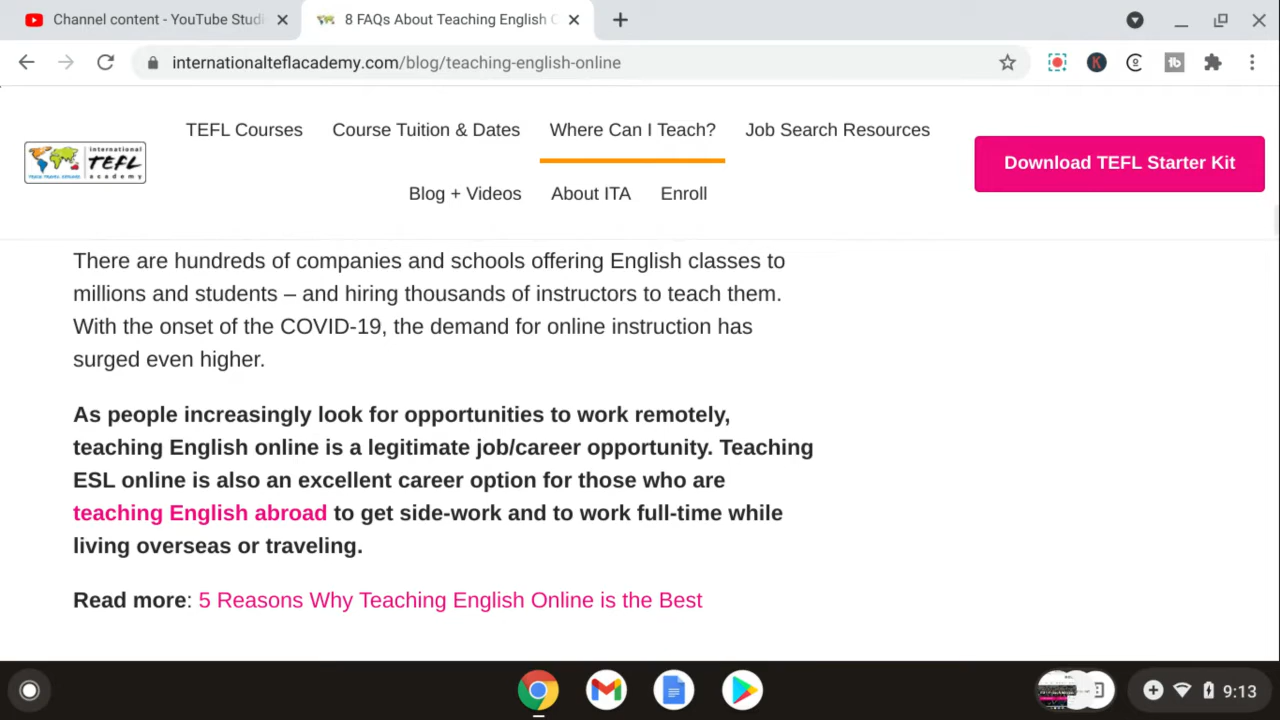 Channel content - YouTube Studi
8 FAQs About Teaching English O
internationalteflacademy.com/blog/teaching-english-online
TEFL Courses
Course Tuition & Dates
Where Can I Teach?
Job Search Resources
international
TEFL
academy
Download TEFL Starter Kit
Blog + Videos
About ITA
Enroll
There are hundreds of companies and schools offering English classes to
millions and students – and hiring thousands of instructors to teach them.
With the onset of the COVID-19, the demand for online instruction has
surged even higher.
As people increasingly look for opportunities to work remotely,
teaching English online is a legitimate job/career opportunity. Teaching
ESL online is also an excellent career option for those who are
teaching English abroad to get side-work and to work full-time while
living overseas or traveling.
Read more: 5 Reasons Why Teaching English Online is the Best
9:13